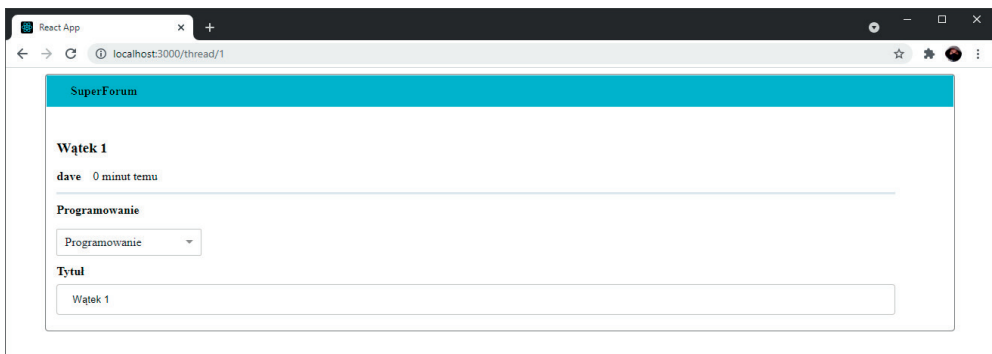 React App
localhost:3000/thread/1
SuperForum
Wątek 1
dave 0 minut temu
Programowanie
Programowanie
Tytuł
Wątek 1